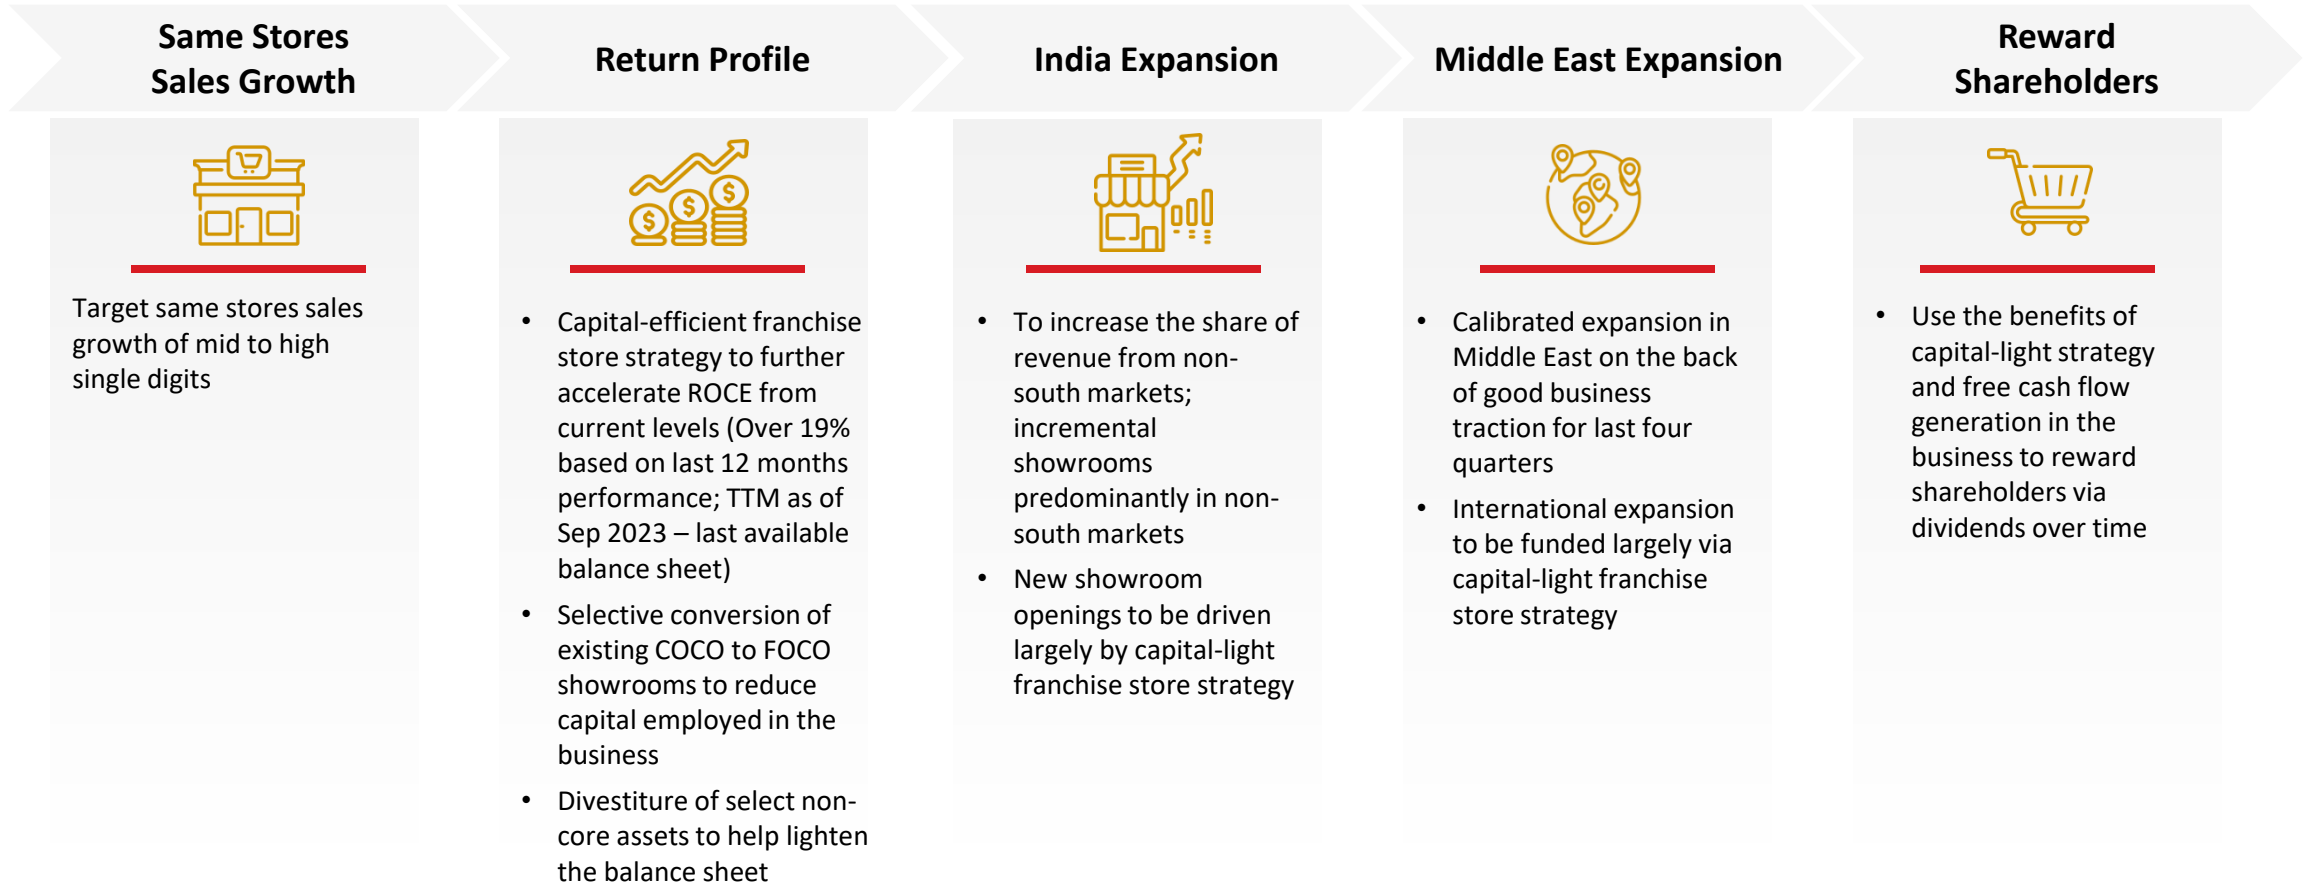 Same Stores
Sales Growth
Return Profile
India Expansion
Middle East Expansion
Reward
Shareholders
Target same stores sales
growth of mid to high
single digits
• Capital-efficient franchise
store strategy to further
accelerate ROCE from
current levels (Over 19%
based on last 12 months
performance; TTM as of
Sep 2023 – last available
balance sheet)
• Selective conversion of
existing COCO to FOCO
showrooms to reduce
capital employed in the
business
• Divestiture of select non-
core assets to help lighten
the balance sheet
• To increase the share of
revenue from non-
south markets;
incremental
showrooms
predominantly in non-
south markets
• New showroom
openings to be driven
largely by capital-light
franchise store strategy
• Calibrated expansion in
Middle East on the back
of good business
traction for last four
quarters
• International expansion
to be funded largely via
capital-light franchise
store strategy
• Use the benefits of
capital-light strategy
and free cash flow
generation in the
business to reward
shareholders via
dividends over time